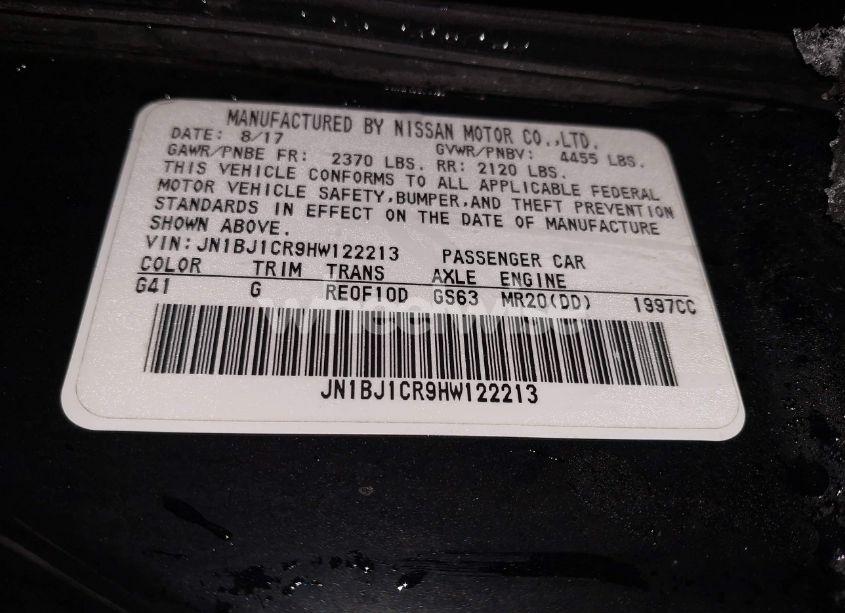 MANUFACTURED BY NISSAN MOTOR CO.,LTD.
DATE: 8/17 GVWR/PNBV: 4455 LBS.
GAWR/PNBE FR: 2370 LBS. RR: 2120 LBS.
THIS VEHICLE CONFORMS TO ALL APPLICABLE FEDERAL
MOTOR VEHICLE SAFETY,BUMPER,AND THEFT PREVENTION
STANDARDS IN EFFECT ON THE DATE OF MANUFACTURE
SHOWN ABOVE.
VIN:JN1BJ1CR9HW122213 PASSENGER CAR
COLOR TRIM TRANS AXLE ENGINE
G41 G RE0F10D GS63 MR20(DD) 1997CC
JN1BJ1CR9HW122213